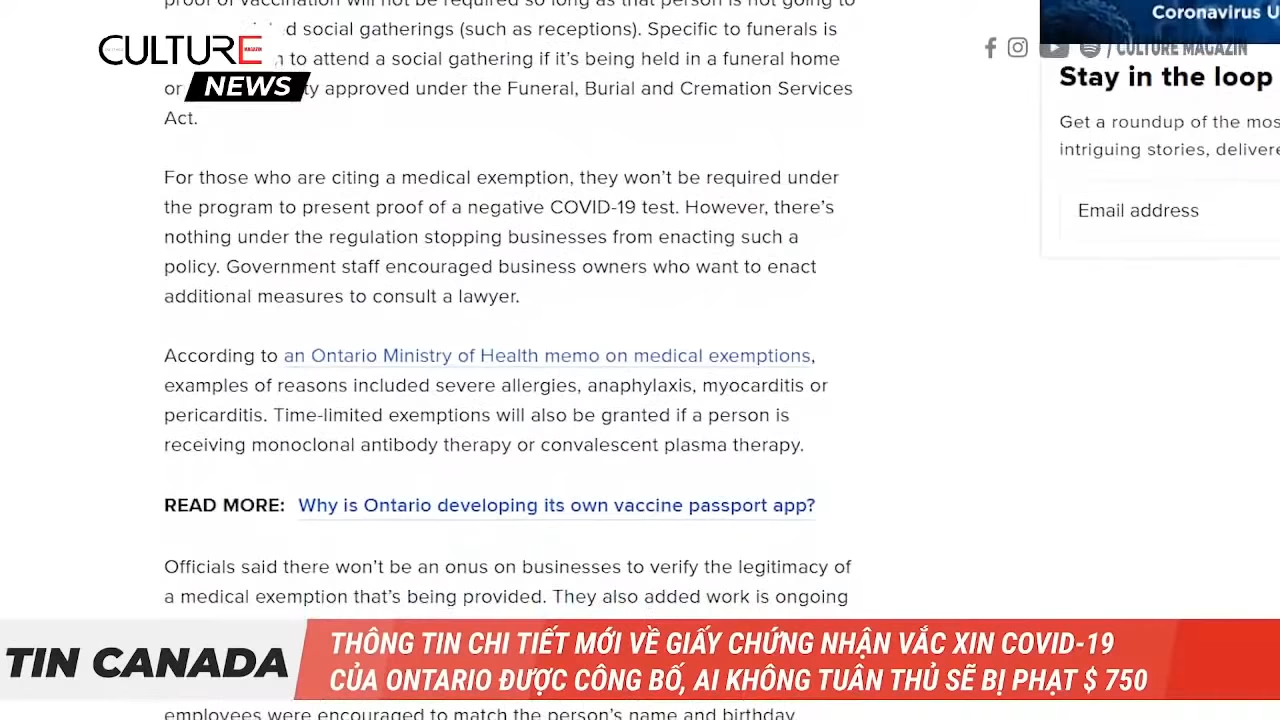 proof of vaccination will not be required so long as that person is not going to
d social gatherings (such as receptions). Specific to funerals is
to attend a social gathering if it's being held in a funeral home
or ty approved under the Funeral, Burial and Cremation Services
Act.
CULTURE
NEWS
/ CULTURE MAGAZIN
Coronavirus U
Stay in the loop
Get a roundup of the mos
intriguing stories, delivere
Email address
For those who are citing a medical exemption, they won't be required under
the program to present proof of a negative COVID-19 test. However, there's
nothing under the regulation stopping businesses from enacting such a
policy. Government staff encouraged business owners who want to enact
additional measures to consult a lawyer.
According to an Ontario Ministry of Health memo on medical exemptions,
examples of reasons included severe allergies, anaphylaxis, myocarditis or
pericarditis. Time-limited exemptions will also be granted if a person is
receiving monoclonal antibody therapy or convalescent plasma therapy.
READ MORE: Why is Ontario developing its own vaccine passport app?
Officials said there won't be an onus on businesses to verify the legitimacy of
a medical exemption that's being provided. They also added work is ongoing
TIN CANADA
THÔNG TIN CHI TIẾT MỚI VỀ GIẤY CHỨNG NHẬN VẮC XIN COVID-19
CỦA ONTARIO ĐƯỢC CÔNG BỐ, AI KHÔNG TUÂN THỦ SẼ BỊ PHẠT $ 750
employees were encouraged to match the person's name and birthday